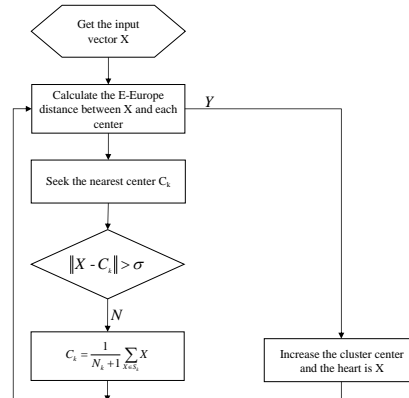 Get the input
vector X
Calculate the E-Europe
distance between X and each
center
Y
Seek the nearest center C_k
‖X - C_k‖ > σ
N
C_k = 1/(N_k + 1) ∑_{X∈S_k} X
Increase the cluster center
and the heart is X